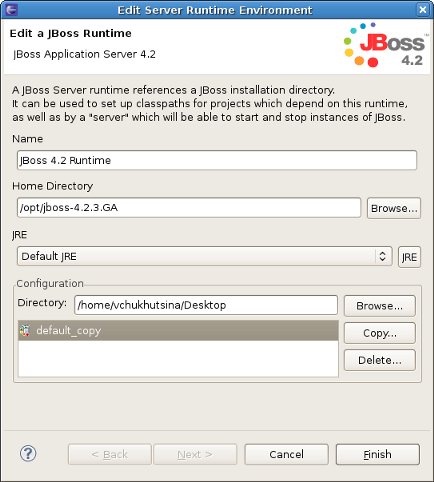 Edit Server Runtime Environment
Edit a JBoss Runtime
JBoss Application Server 4.2
JBoss™
4.2
A JBoss Server runtime references a JBoss installation directory.
It can be used to set up classpaths for projects which depend on this runtime,
as well as by a "server" which will be able to start and stop instances of JBoss.
Name
JBoss 4.2 Runtime
Home Directory
/opt/jboss-4.2.3.GA Browse...
JRE
Default JRE JRE
Configuration
Directory: /home/vchukhutsina/Desktop Browse...
default_copy
Copy...
Delete...
? < Back Next > Cancel Finish